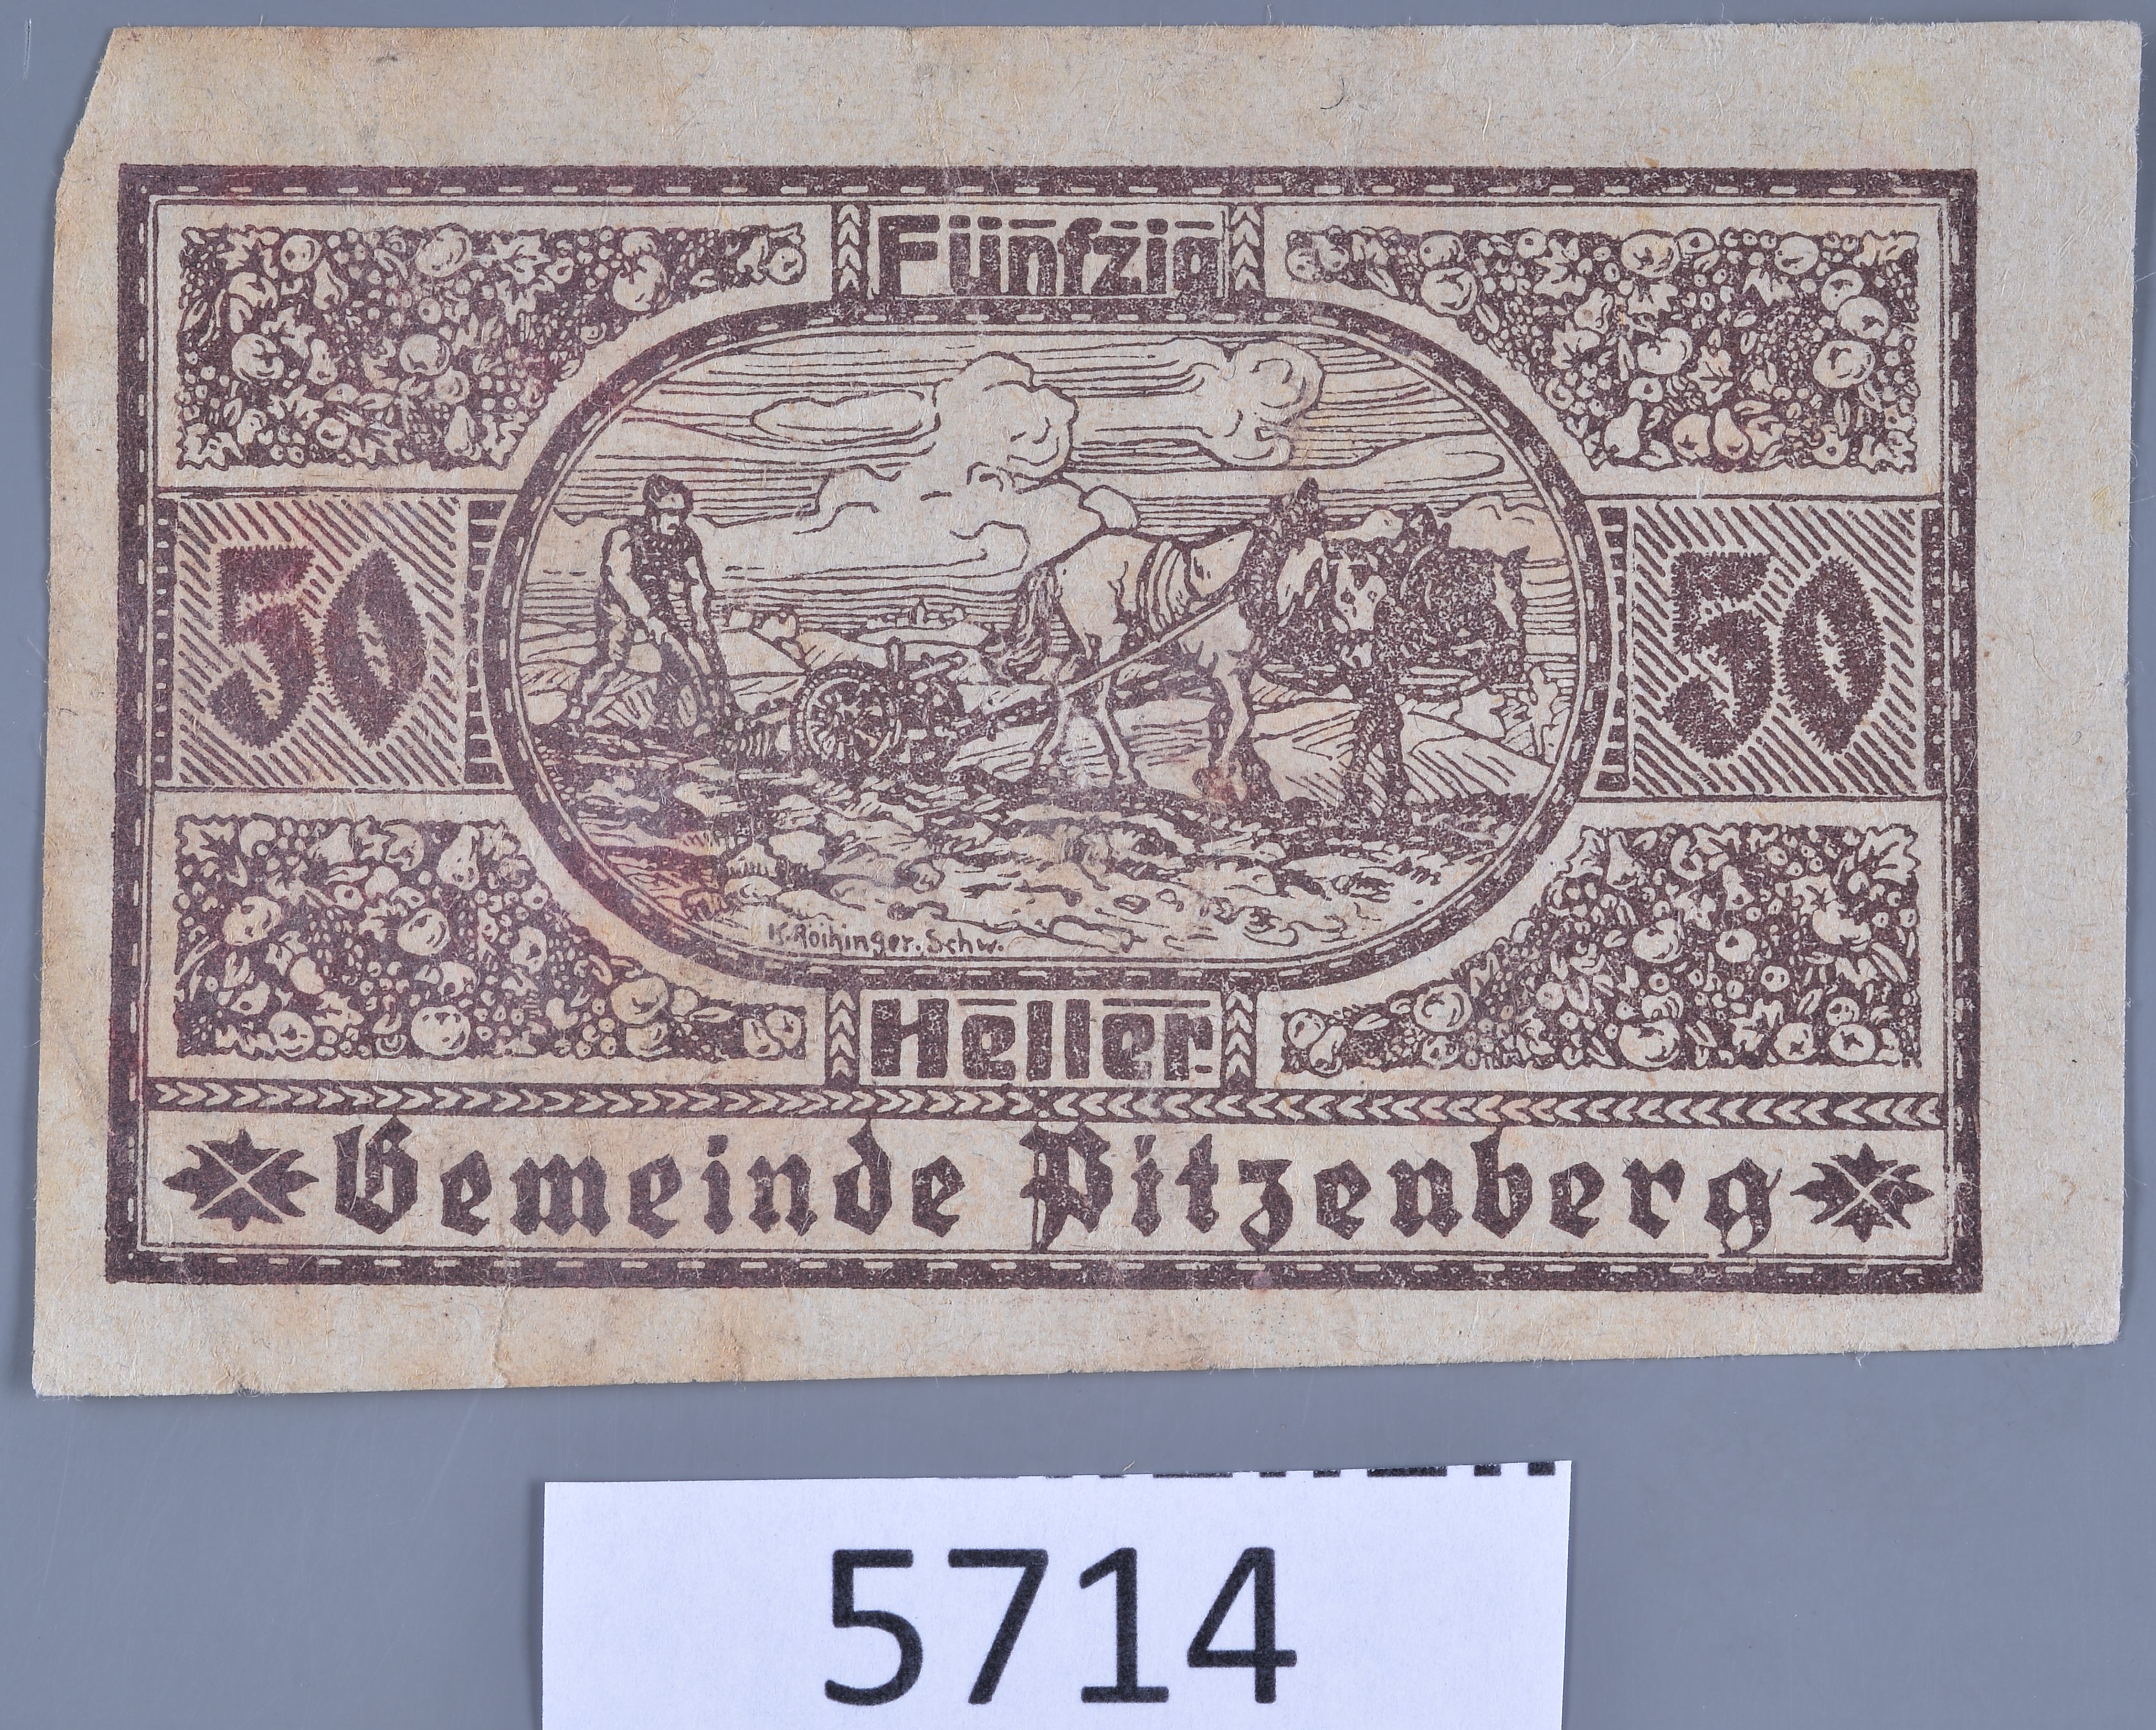 Fünfzig
50
50
K. Roihinger. Schw.
Heller
Gemeinde Pitzenberg
5714